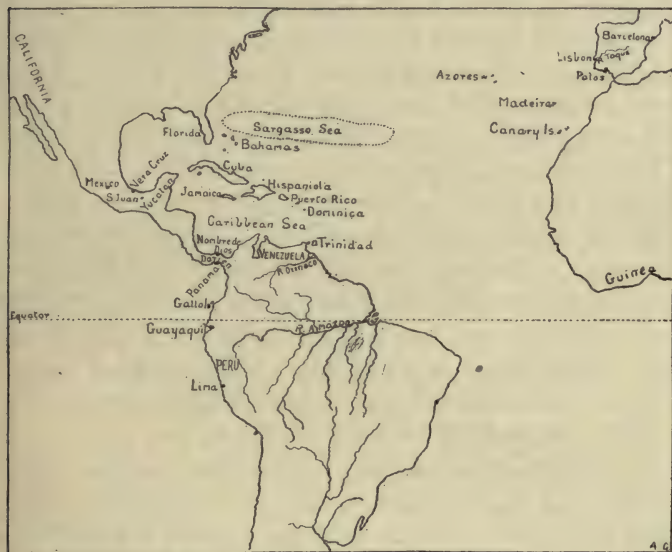 CALIFORNIA
Barcelona
Lisbon
R. Toque
Palos
Azores
Madeira
Canary Is
Florida
Sargasso Sea
Bahamas
Vera Cruz
Cuba
Mexico
S. Juan
Yucatan
Jamaica
Hispaniola
Puerto Rico
Dominica
Caribbean Sea
Nombre de
Dios
VENEZUELA
Trinidad
Darien
R. Orinoco
Panama
Guinea
Gallo I
Equator
Guayaquil
R. Amazon
PERU
Lima